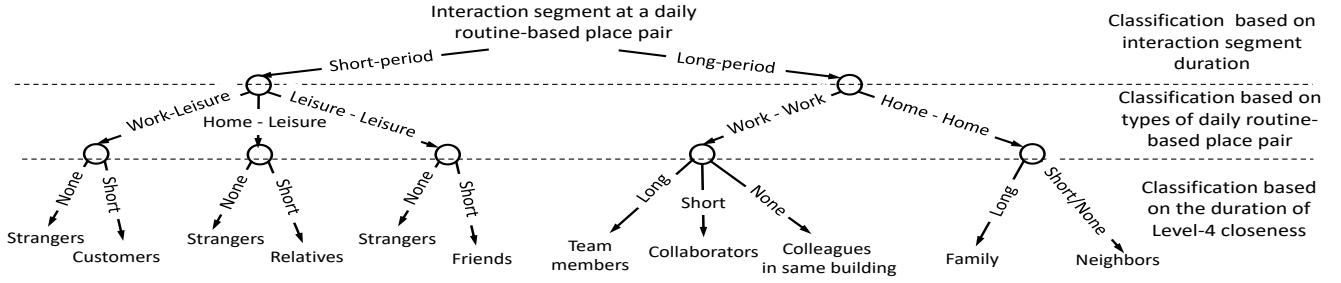 Interaction segment at a daily
routine-based place pair
Classification based on
interaction segment
duration
Short-period
Long-period
Work-Leisure
Home - Leisure
Leisure - Leisure
Work - Work
Home - Home
Classification based on
types of daily routine-
based place pair
None
Short
None
Short
None
Short
Long
Short
None
Long
Short/None
Classification based
on the duration of
Level-4 closeness
Strangers
Customers
Strangers
Relatives
Strangers
Friends
Team
members
Collaborators
Colleagues
in same building
Family
Neighbors